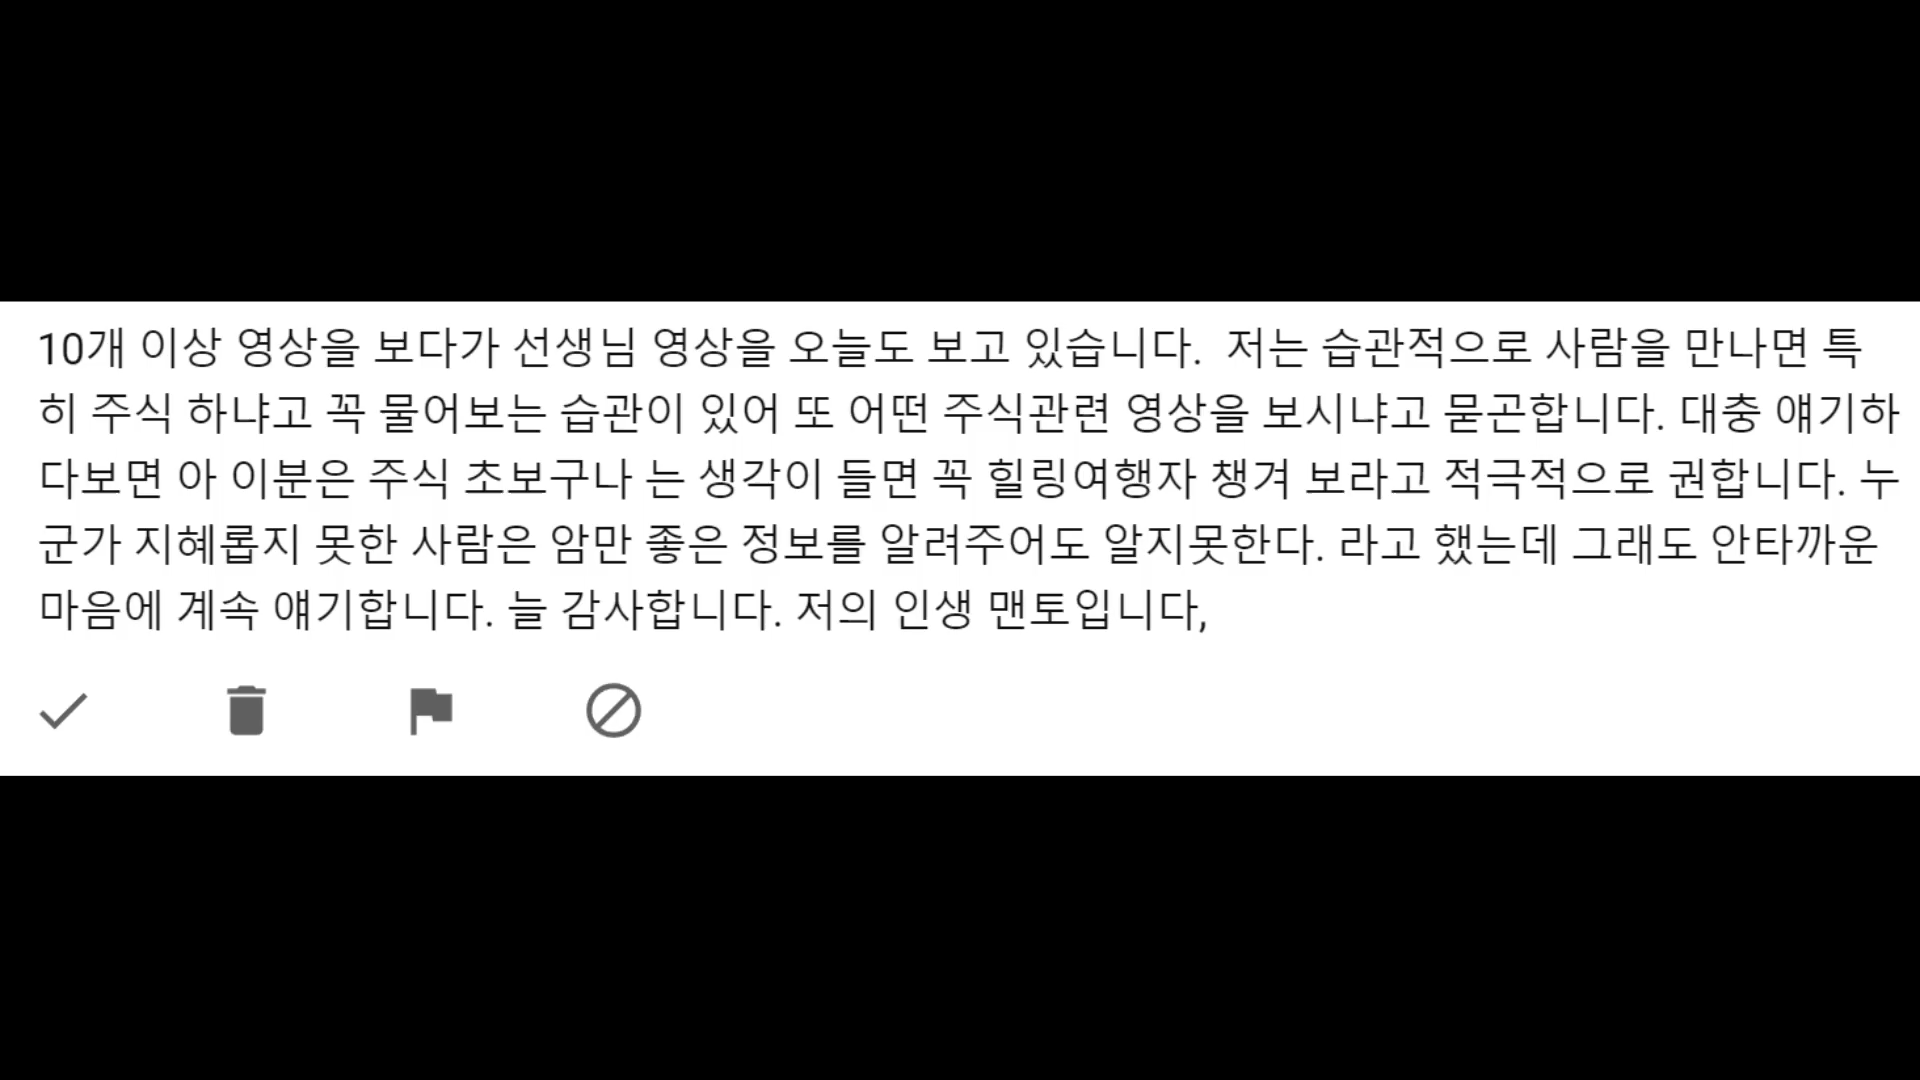 10개 이상 영상을 보다가 선생님 영상을 오늘도 보고 있습니다.  저는 습관적으로 사람을 만나면 특
히 주식 하냐고 꼭 물어보는 습관이 있어 또 어떤 주식관련 영상을 보시냐고 묻곤합니다. 대충 얘기하
다보면 아 이분은 주식 초보구나 는 생각이 들면 꼭 힐링여행자 챙겨 보라고 적극적으로 권합니다. 누
군가 지혜롭지 못한 사람은 암만 좋은 정보를 알려주어도 알지못한다. 라고 했는데 그래도 안타까운
마음에 계속 얘기합니다. 늘 감사합니다. 저의 인생 맨토입니다,